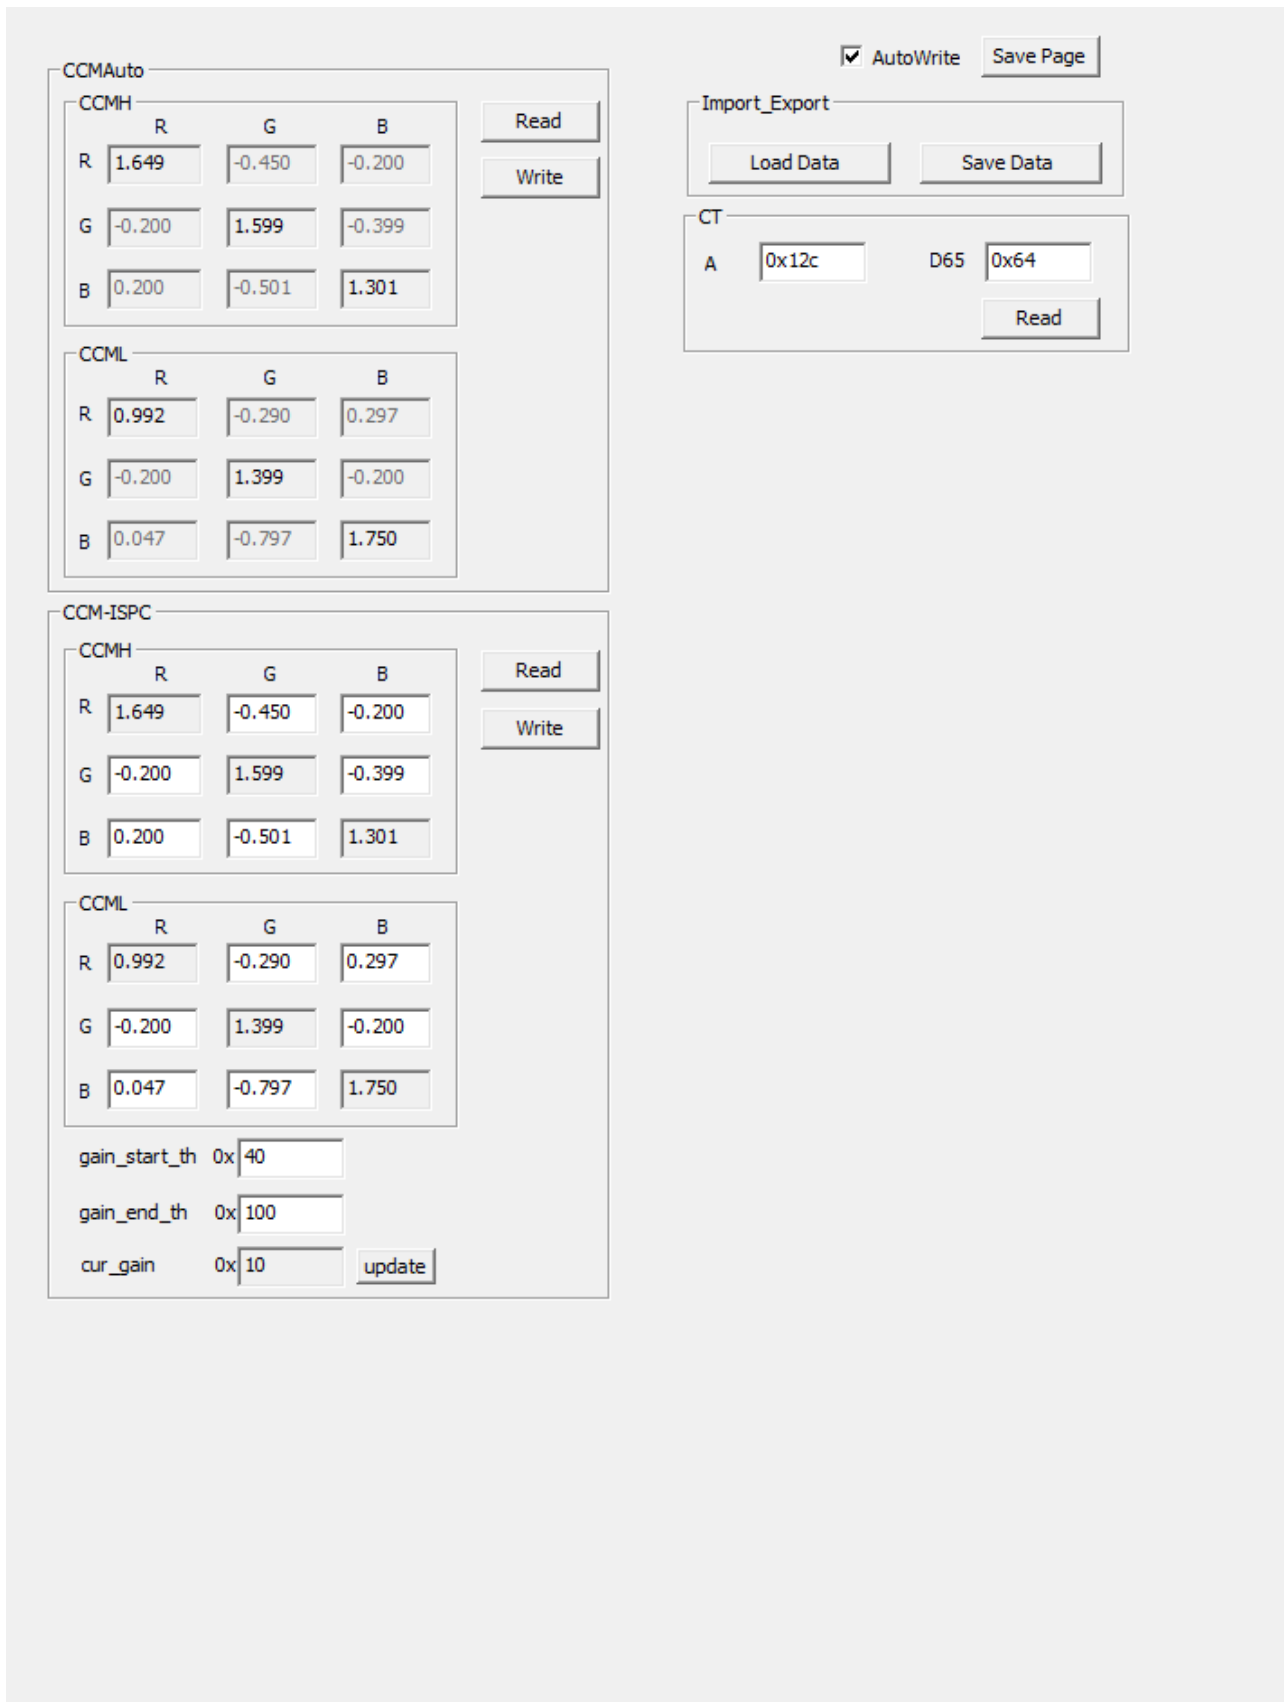 AutoWrite Save Page
CCMAuto
CCMH
R G B
R 1.649 -0.450 -0.200
G -0.200 1.599 -0.399
B 0.200 -0.501 1.301
Read
Write
CCML
R G B
R 0.992 -0.290 0.297
G -0.200 1.399 -0.200
B 0.047 -0.797 1.750
Import_Export
Load Data Save Data
CT
A 0x12c D65 0x64
Read
CCM-ISPC
CCMH
R G B
R 1.649 -0.450 -0.200
G -0.200 1.599 -0.399
B 0.200 -0.501 1.301
Read
Write
CCML
R G B
R 0.992 -0.290 0.297
G -0.200 1.399 -0.200
B 0.047 -0.797 1.750
gain_start_th 0x 40
gain_end_th 0x 100
cur_gain 0x 10 update